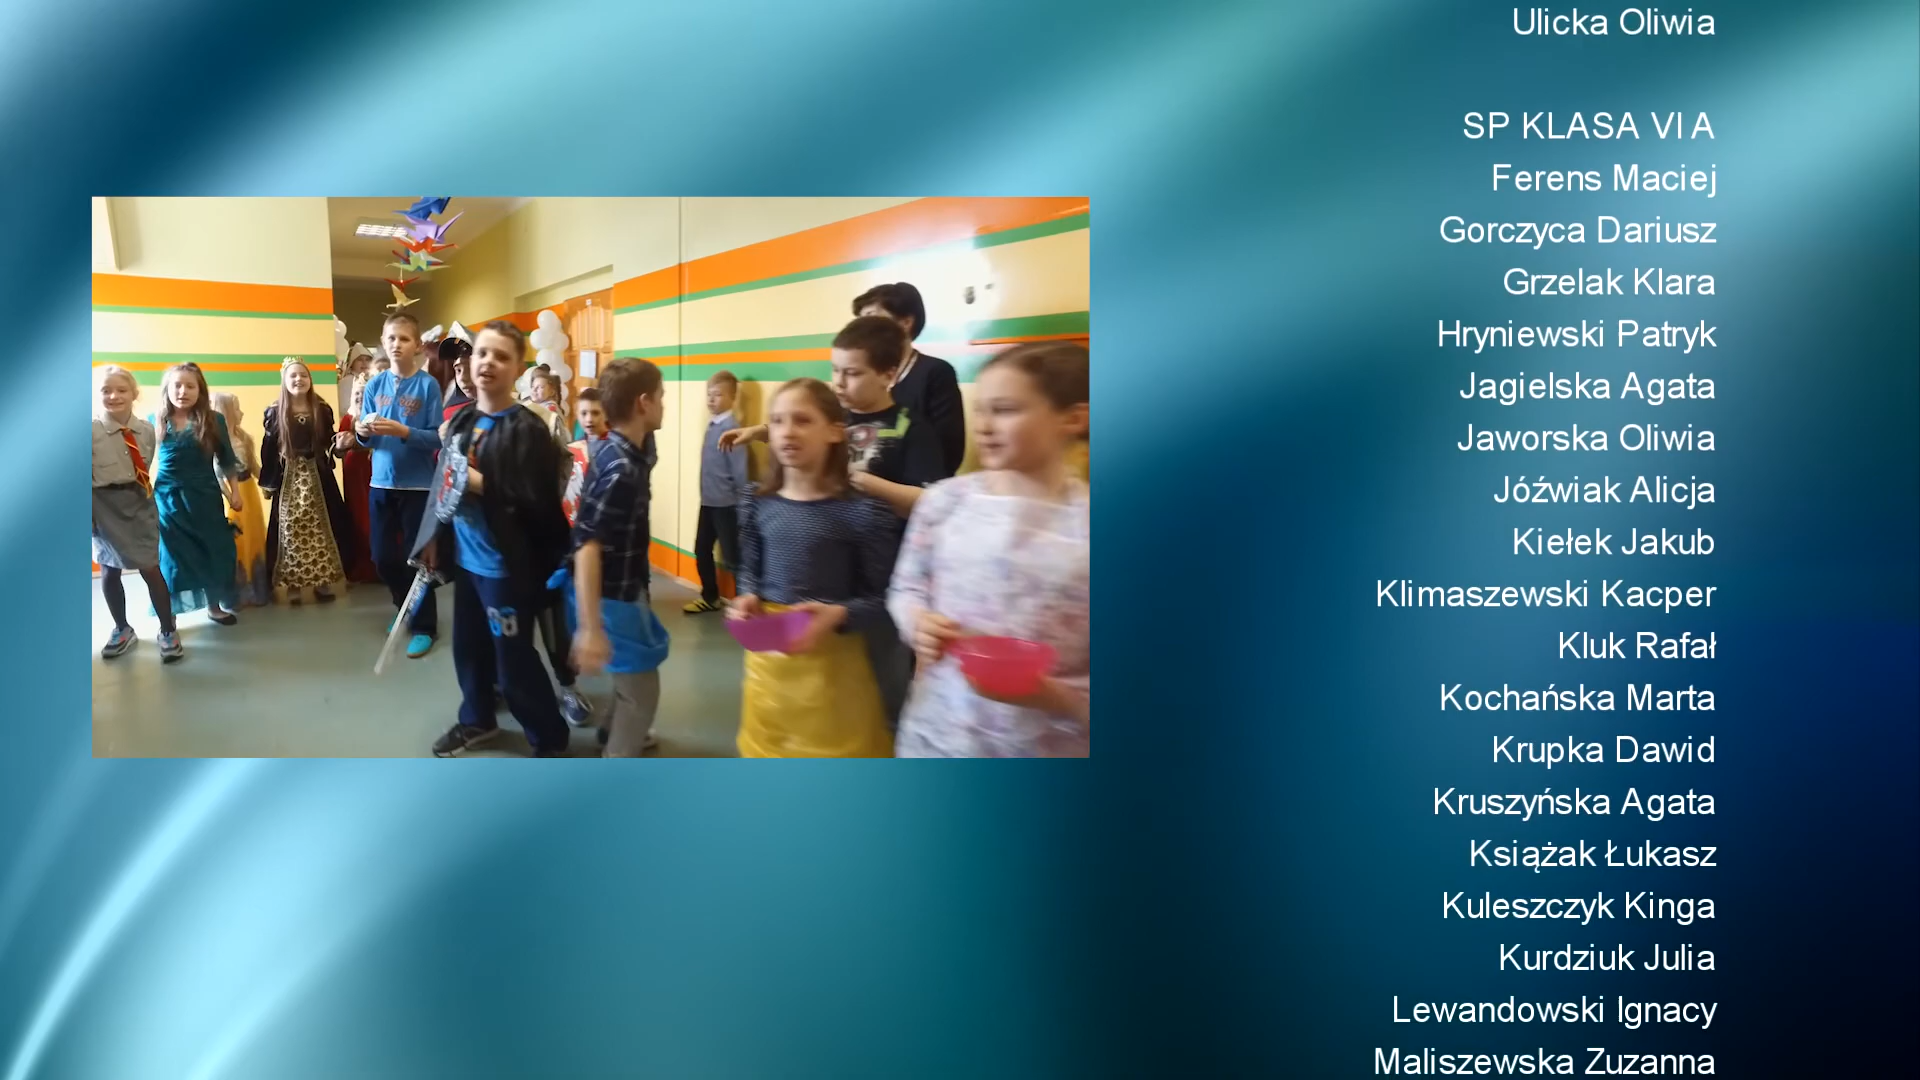 Ulicka Oliwia
SP KLASA VI A
Ferens Maciej
Gorczyca Dariusz
Grzelak Klara
Hryniewski Patryk
Jagielska Agata
Jaworska Oliwia
Jóźwiak Alicja
Kiełek Jakub
Klimaszewski Kacper
Kluk Rafał
Kochańska Marta
Krupka Dawid
Kruszyńska Agata
Książak Łukasz
Kuleszczyk Kinga
Kurdziuk Julia
Lewandowski Ignacy
Maliszewska Zuzanna